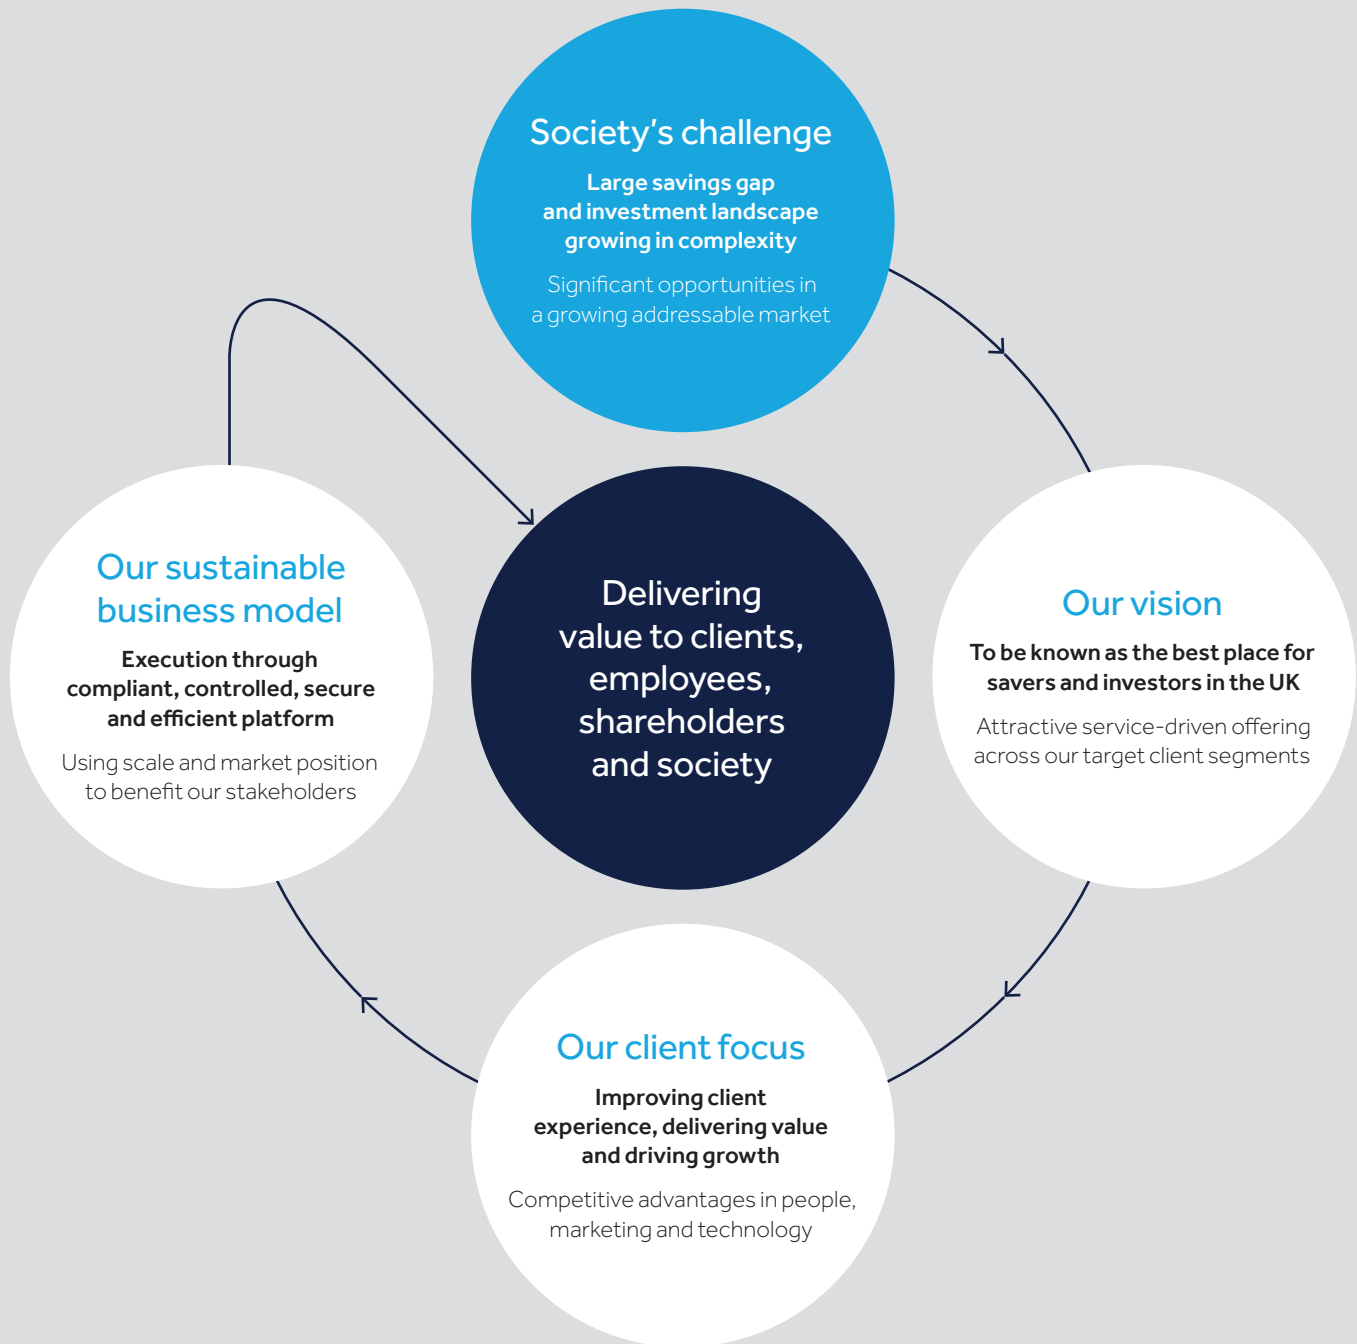 Society’s challenge
Large savings gap
and investment landscape
growing in complexity
Significant opportunities in
a growing addressable market
Our vision
To be known as the best place for
savers and investors in the UK
Attractive service-driven offering
across our target client segments
Our client focus
Improving client
experience, delivering value
and driving growth
Competitive advantages in people,
marketing and technology
Our sustainable
business model
Execution through
compliant, controlled, secure
and efficient platform
Using scale and market position
to benefit our stakeholders
Delivering
value to clients,
employees,
shareholders
and society